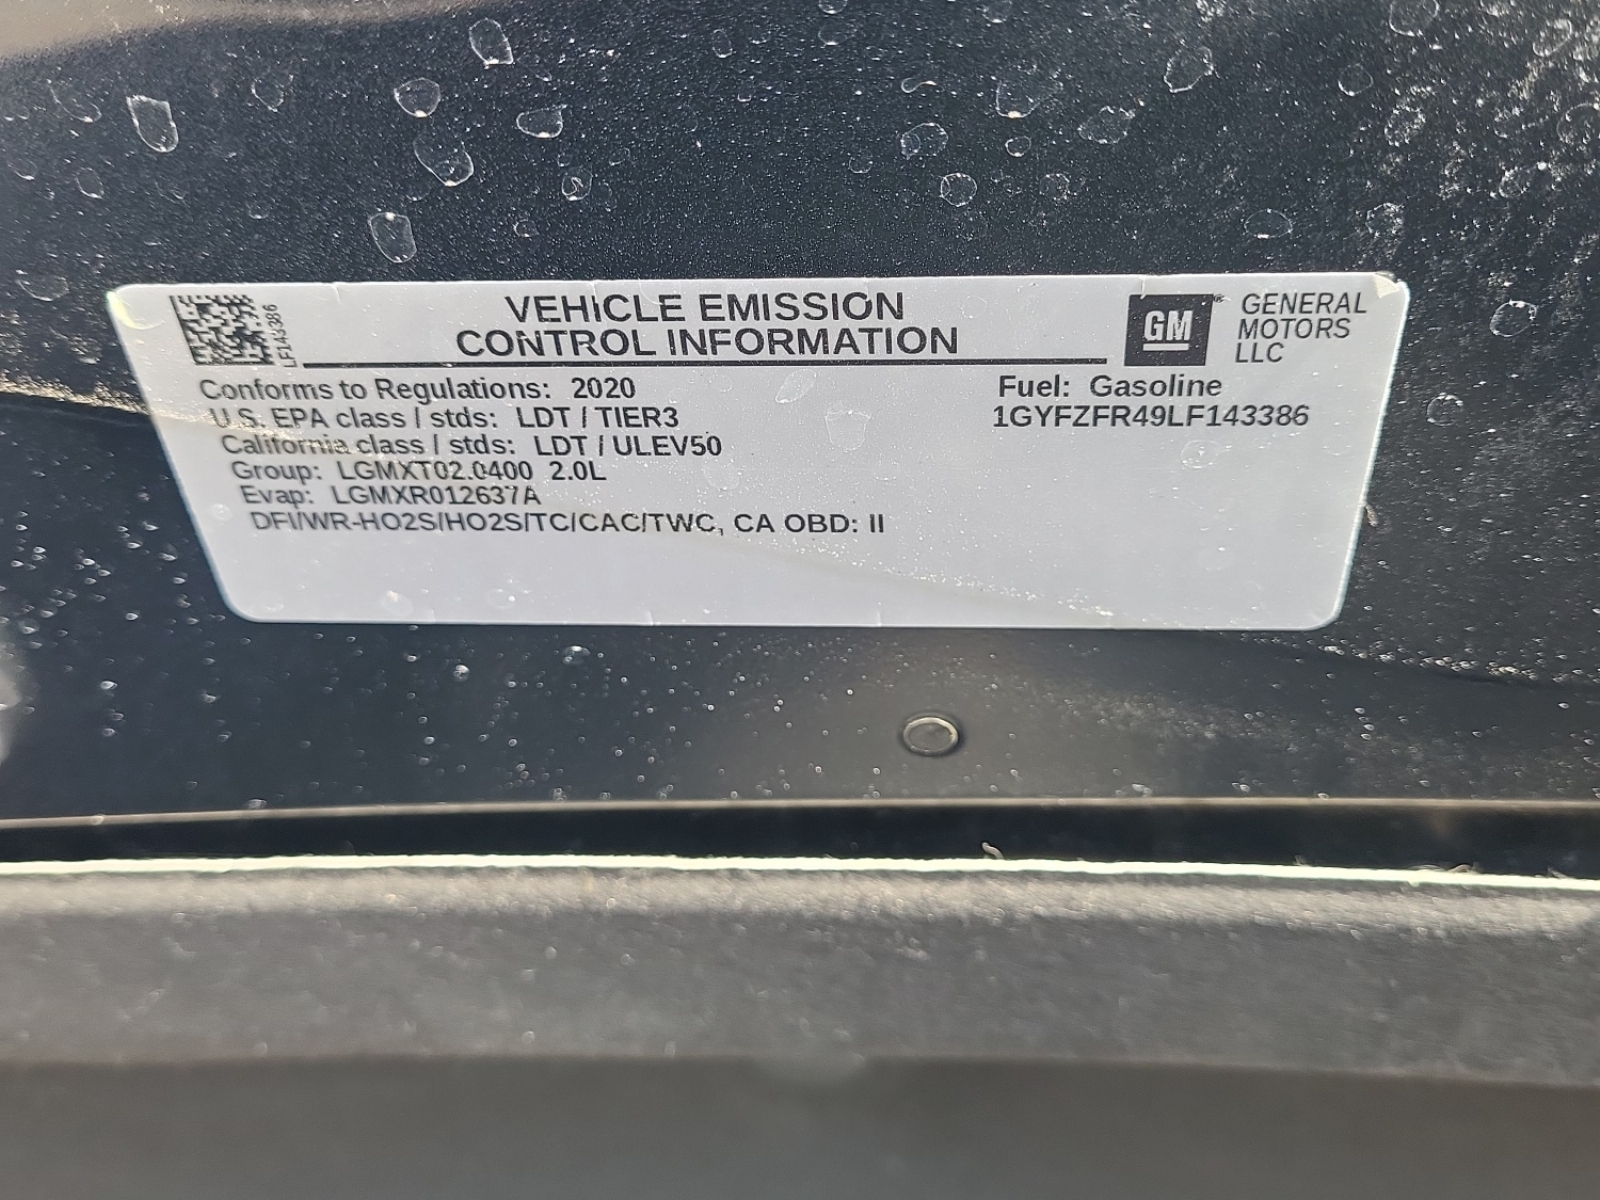 LF143386
VEHICLE EMISSION
CONTROL INFORMATION
GM
GENERAL
MOTORS
LLC
Conforms to Regulations: 2020
U.S. EPA class / stds: LDT / TIER3
California class / stds: LDT / ULEV50
Group: LGMXT02.0400 2.0L
Evap: LGMXR012637A
DFI/WR-HO2S/HO2S/TC/CAC/TWC, CA OBD: II
Fuel: Gasoline
1GYFZFR49LF143386